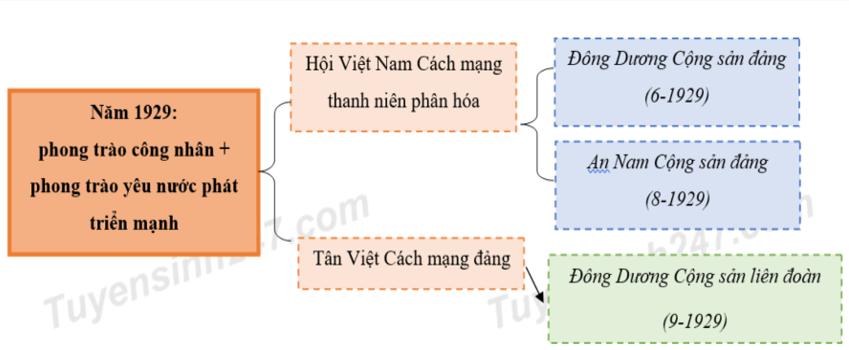 Năm 1929:
phong trào công nhân +
phong trào yêu nước phát
triển mạnh
Hội Việt Nam Cách mạng
thanh niên phân hóa
Tân Việt Cách mạng đảng
Đông Dương Cộng sản đảng
(6-1929)
An Nam Cộng sản đảng
(8-1929)
Đông Dương Cộng sản liên đoàn
(9-1929)
Tuyensinh247.com